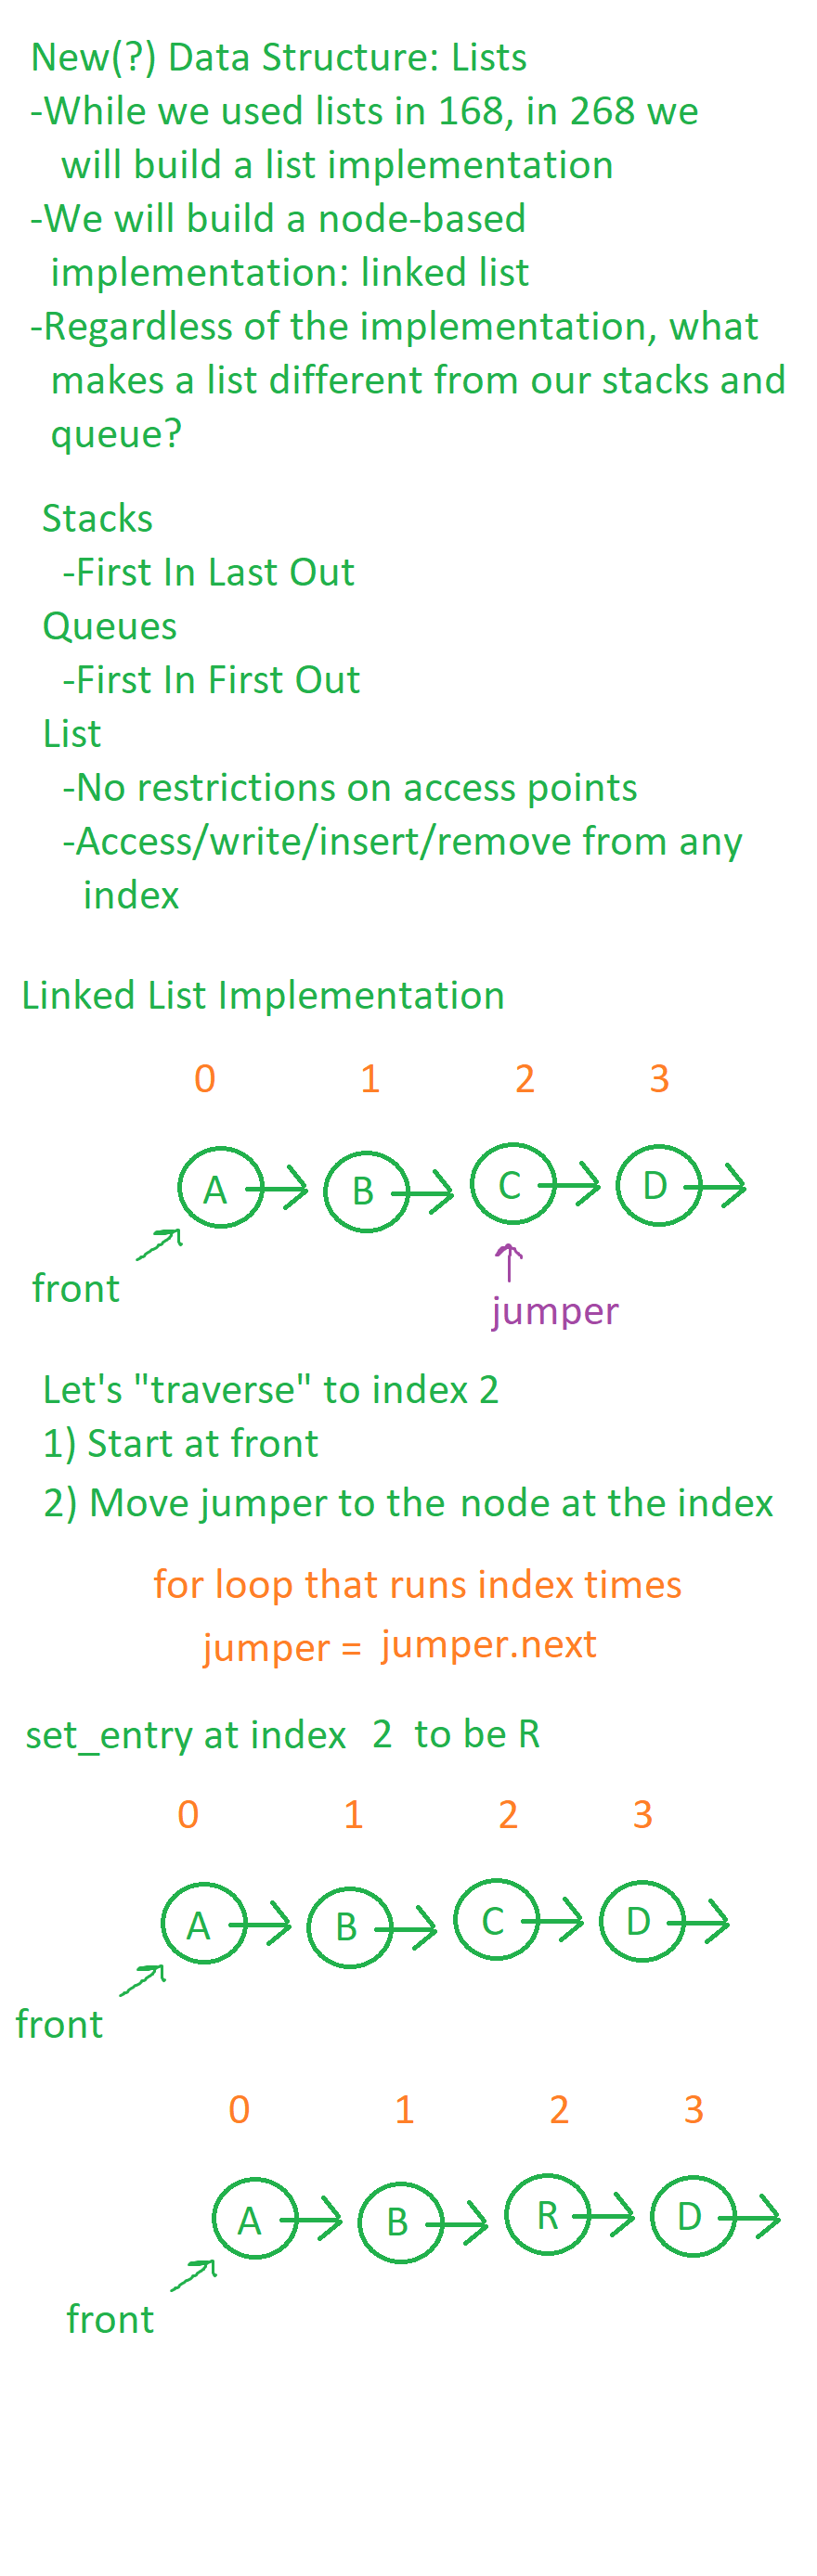 New(?) Data Structure: Lists
-While we used lists in 168, in 268 we
will build a list implementation
-We will build a node-based
implementation: linked list
-Regardless of the implementation, what
makes a list different from our stacks and
queue?
Stacks
-First In Last Out
Queues
-First In First Out
List
-No restrictions on access points
-Access/write/insert/remove from any
index
Linked List Implementation
0 1 2 3
A B C D
front
jumper
Let's "traverse" to index 2
1) Start at front
2) Move jumper to the node at the index
for loop that runs index times
jumper = jumper.next
set_entry at index 2 to be R
0 1 2 3
A B C D
front
0 1 2 3
A B R D
front